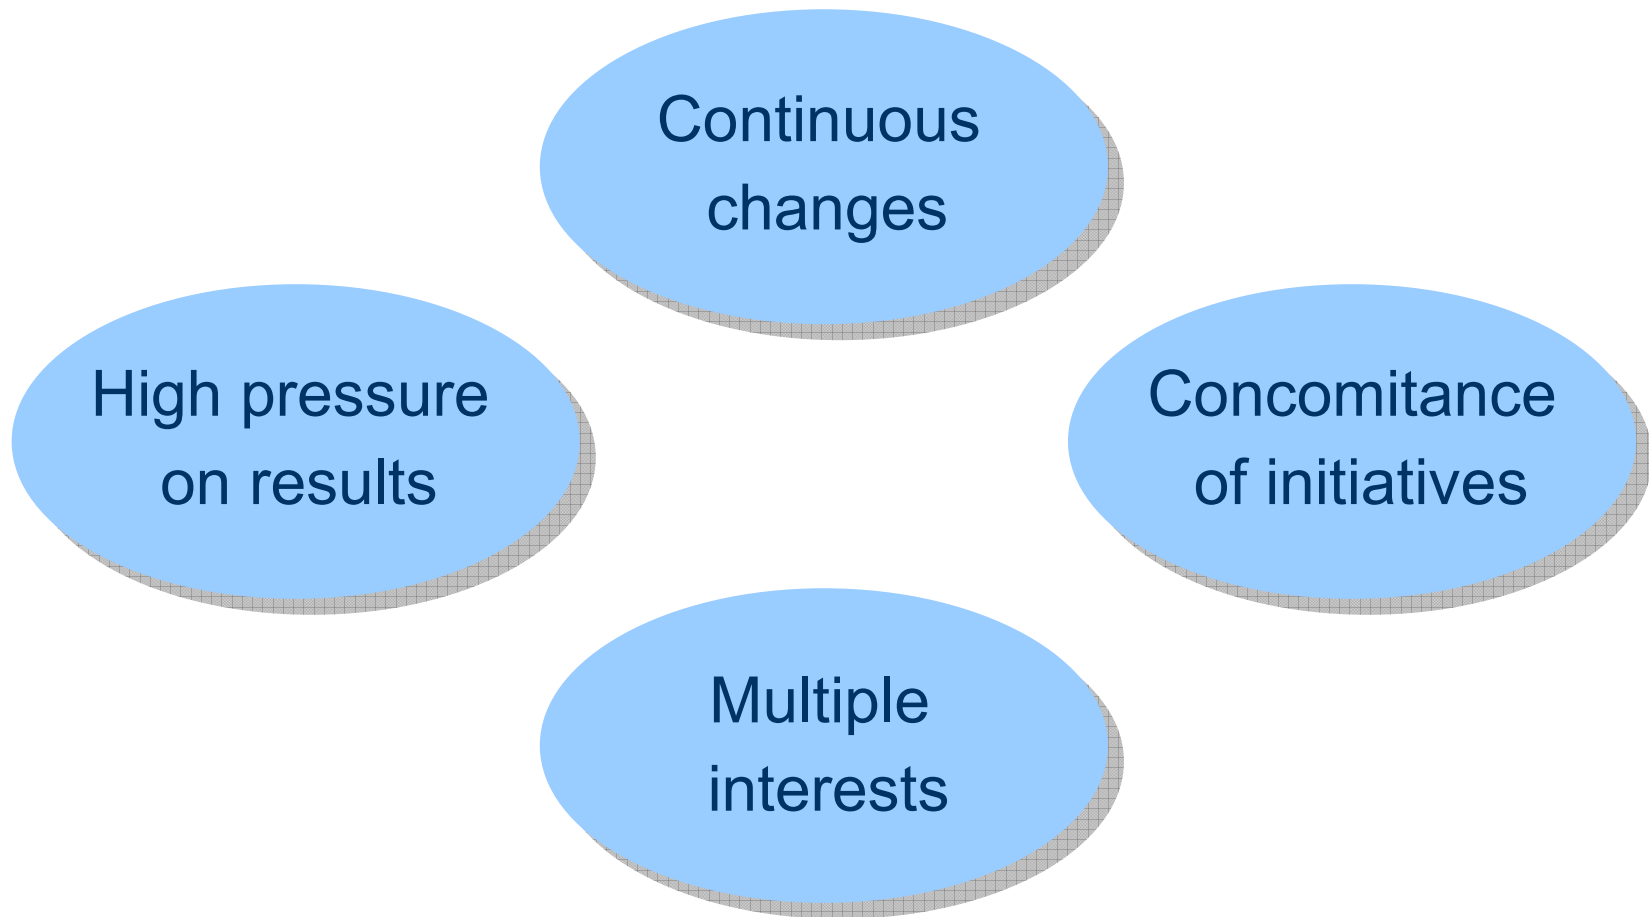 Continuous
changes
High pressure
on results
Concomitance
of initiatives
Multiple
interests